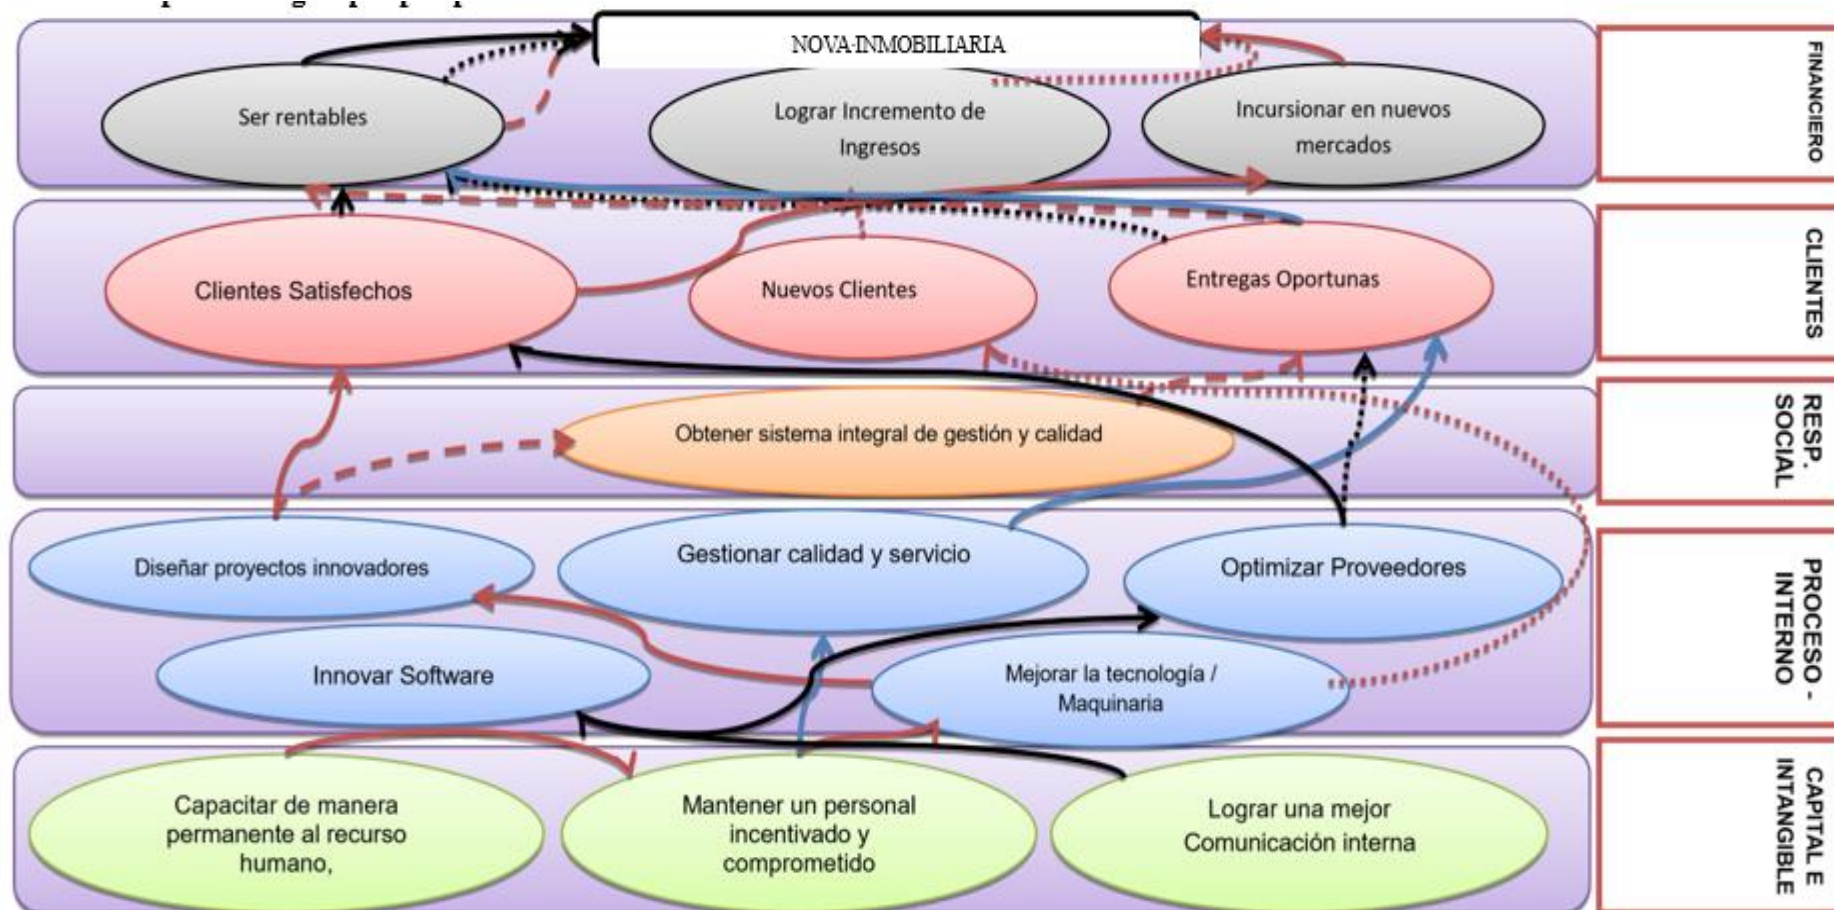 NOVA-INMOBILIARIA
Ser rentables
Lograr Incremento de
Ingresos
Incursionar en nuevos
mercados
FINANCIERO
Clientes Satisfechos
Nuevos Clientes
Entregas Oportunas
CLIENTES
Obtener sistema integral de gestión y calidad
RESP.
SOCIAL
Diseñar proyectos innovadores
Gestionar calidad y servicio
Optimizar Proveedores
Innovar Software
Mejorar la tecnología /
Maquinaria
PROCESO -
INTERNO
Capacitar de manera
permanente al recurso
humano,
Mantener un personal
incentivado y
comprometido
Lograr una mejor
Comunicación interna
CAPITAL E
INTANGIBLE